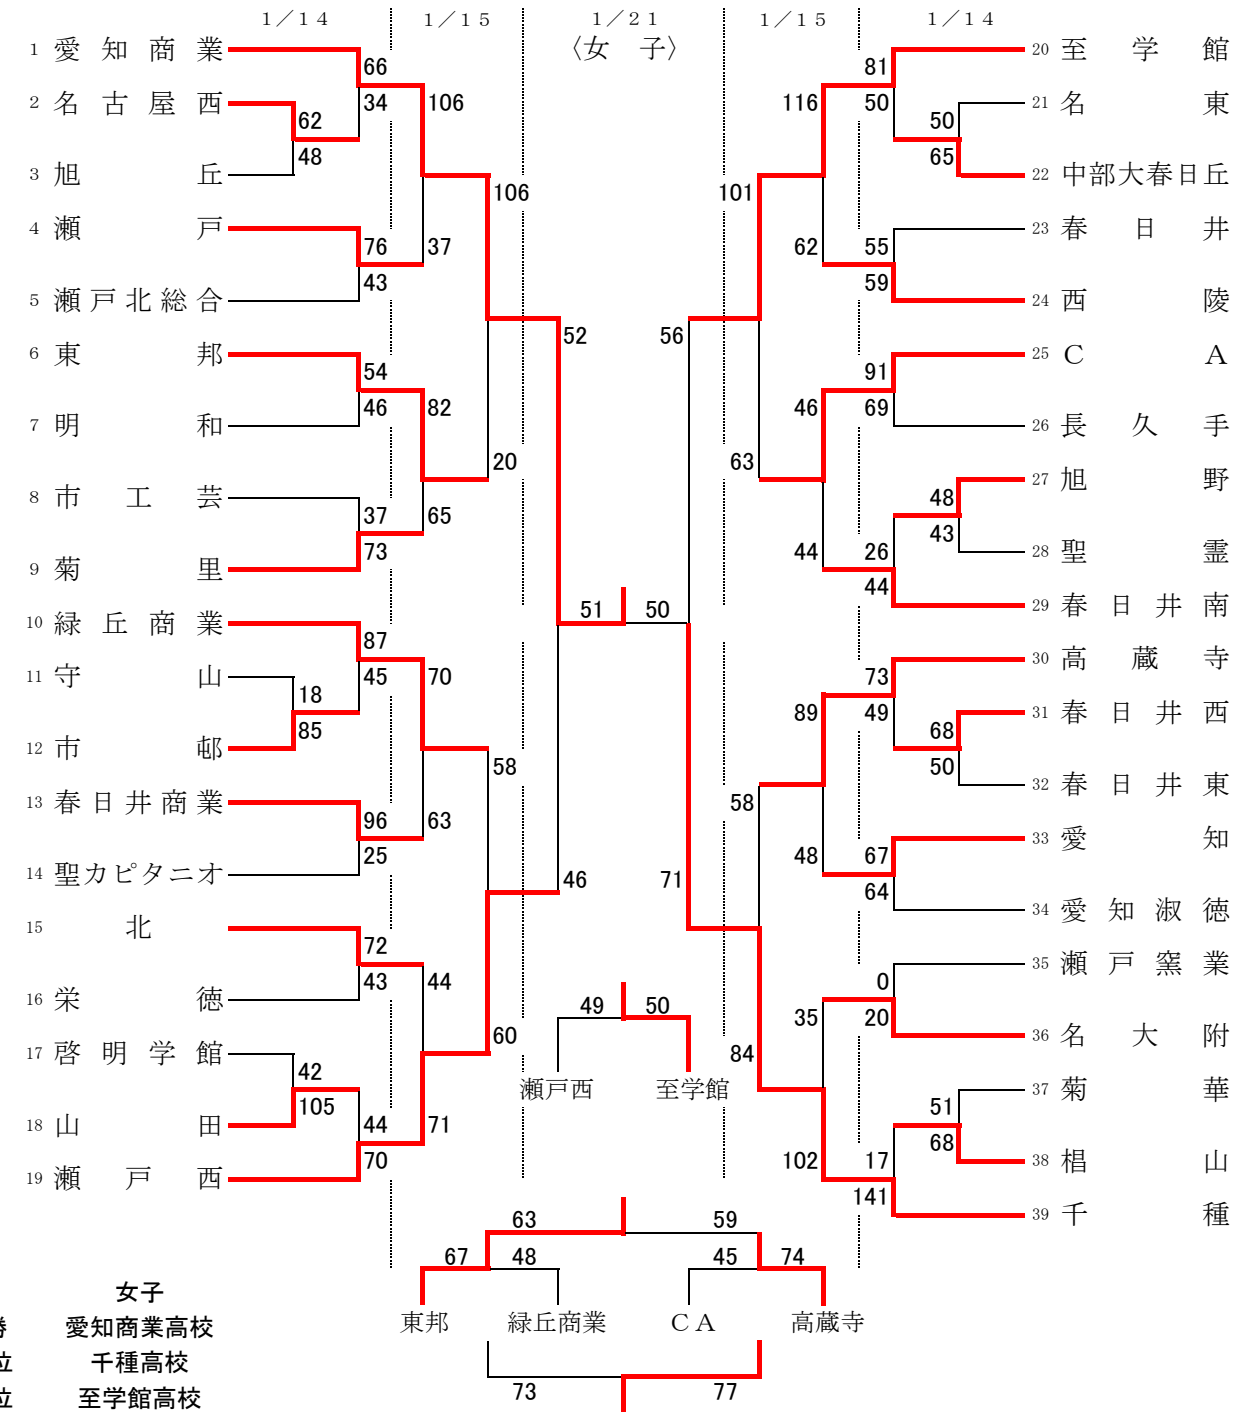 1／14 1／15 1／21 1／15 1／14
〈女　子〉
1 愛知商業
2 名古屋西
3 旭丘
4 瀬戸
5 瀬戸北総合
6 東邦
7 明和
8 市工芸
9 菊里
10 緑丘商業
11 守山
12 市邨
13 春日井商業
14 聖カピタニオ
15 北
16 栄徳
17 啓明学館
18 山田
19 瀬戸西
66
34
62
48
76
43
54
46
37
73
87
45
18
85
96
25
72
43
42
105
44
70
106
37
82
65
70
63
44
71
106
20
58
60
52
46
51 50
56
71
101
63
58
84
116
62
46
44
89
48
35
102
81
50
50
65
55
59
91
69
48
43
26
44
73
49
68
50
67
64
0
20
51
68
17
141
20 至学館
21 名東
22 中部大春日丘
23 春日井
24 西陵
25 CA
26 長久手
27 旭野
28 聖霊
29 春日井南
30 高蔵寺
31 春日井西
32 春日井東
33 愛知
34 愛知淑徳
35 瀬戸窯業
36 名大附
37 菊華
38 椙山
39 千種
49 50
瀬戸西 至学館
63 59
67 48 45 74
東邦 緑丘商業 CA 高蔵寺
73 77
女子
勝 愛知商業高校
位 千種高校
位 至学館高校